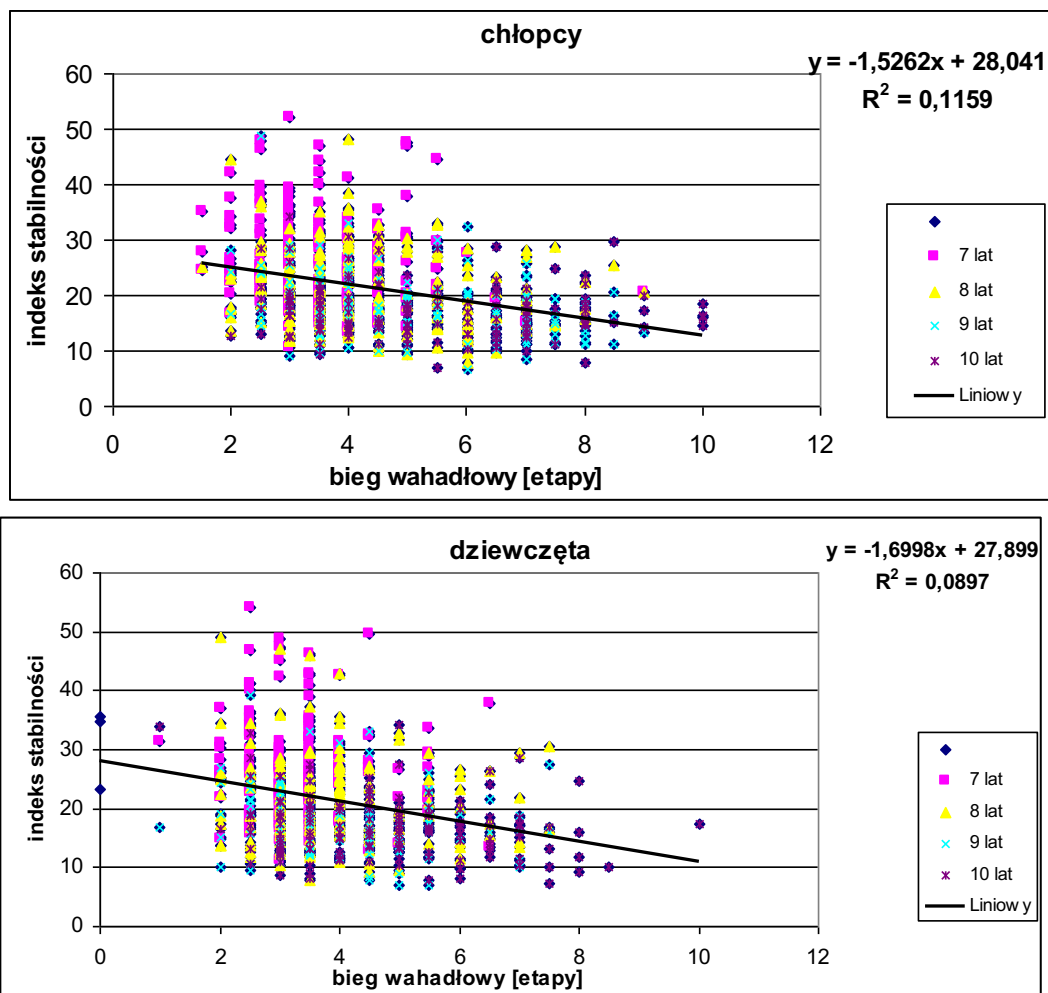 chłopcy
y = -1,5262x + 28,041
R² = 0,1159
60
50
40
30
20
10
0
indeks stabilności
0 2 4 6 8 10 12
bieg wahadłowy [etapy]
7 lat
8 lat
9 lat
10 lat
Liniow y
dziewczęta
y = -1,6998x + 27,899
R² = 0,0897
60
50
40
30
20
10
0
indeks stabilności
0 2 4 6 8 10 12
bieg wahadłowy [etapy]
7 lat
8 lat
9 lat
10 lat
Liniow y